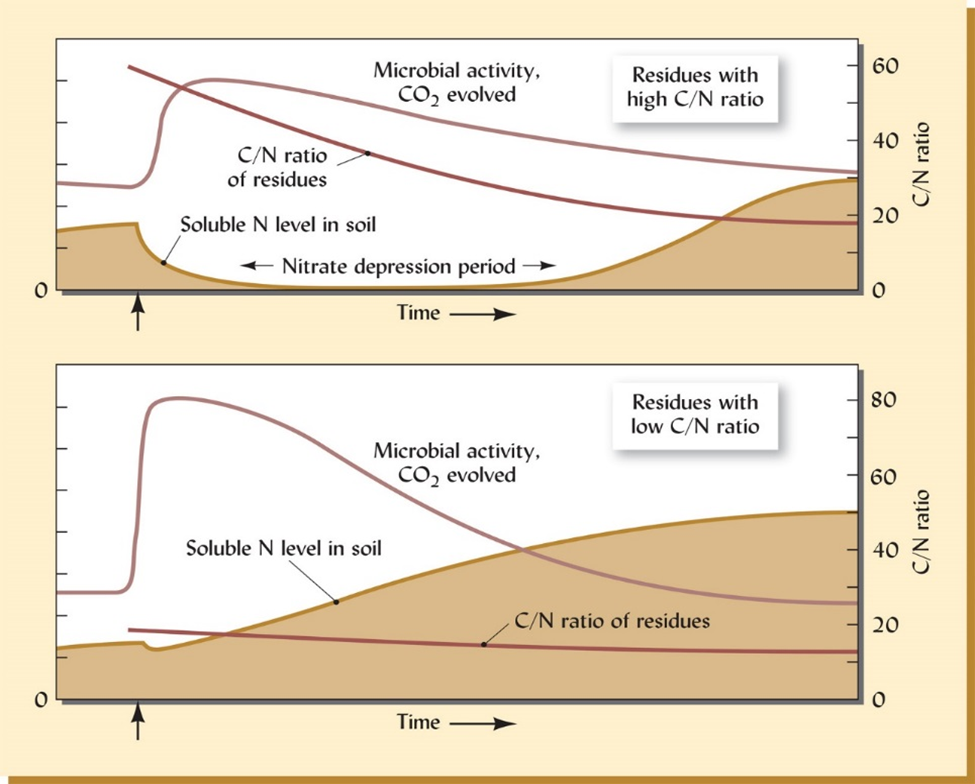 Microbial activity,
CO₂ evolved
Residues with
high C/N ratio
C/N ratio
of residues
Soluble N level in soil
Nitrate depression period
0
60
40
20
0
C/N ratio
Time
Residues with
low C/N ratio
Microbial activity,
CO₂ evolved
Soluble N level in soil
C/N ratio of residues
0
80
60
40
20
0
C/N ratio
Time